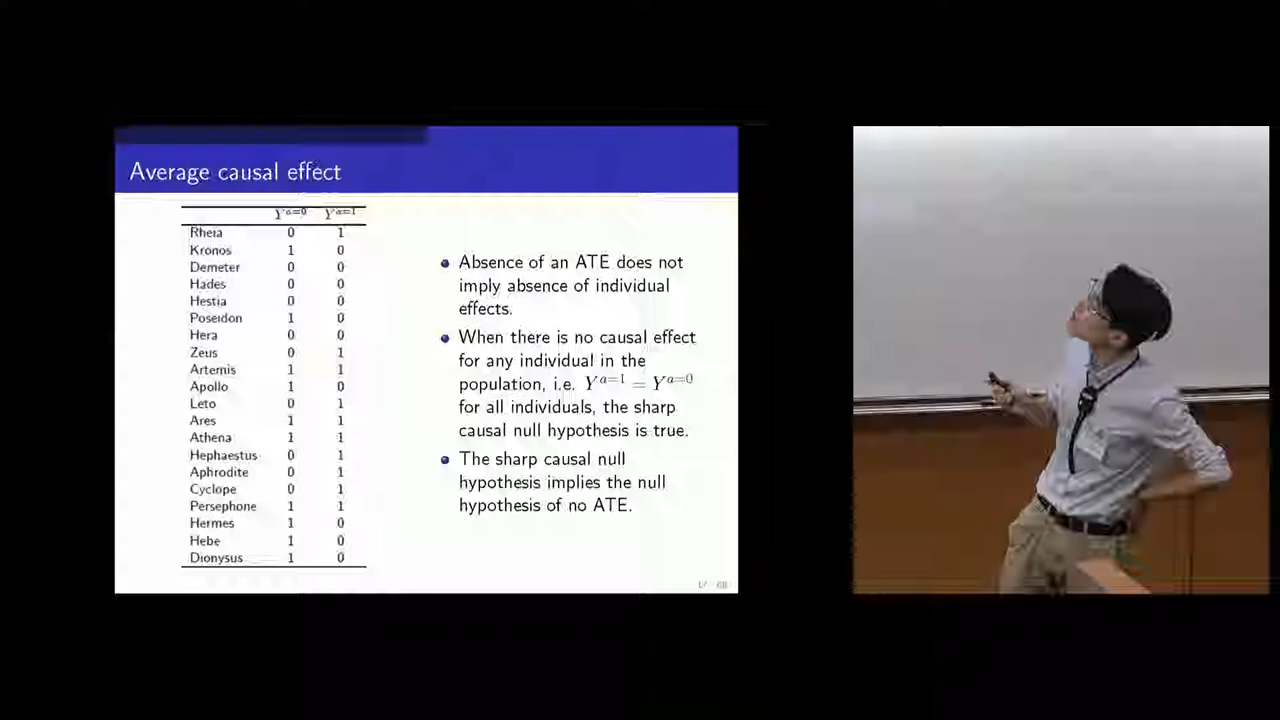 Average causal effect
Y^{a=0} Y^{a=1}
Rheia 0 1
Kronos 1 0
Demeter 0 0
Hades 0 0
Hestia 0 0
Poseidon 1 0
Hera 0 0
Zeus 0 1
Artemis 1 1
Apollo 1 0
Leto 0 1
Ares 1 1
Athena 1 1
Hephaestus 0 1
Aphrodite 0 1
Cyclope 0 1
Persephone 1 1
Hermes 1 0
Hebe 1 0
Dionysus 1 0
Absence of an ATE does not
imply absence of individual
effects.
When there is no causal effect
for any individual in the
population, i.e. Y^{a=1} = Y^{a=0}
for all individuals, the sharp
causal null hypothesis is true.
The sharp causal null
hypothesis implies the null
hypothesis of no ATE.